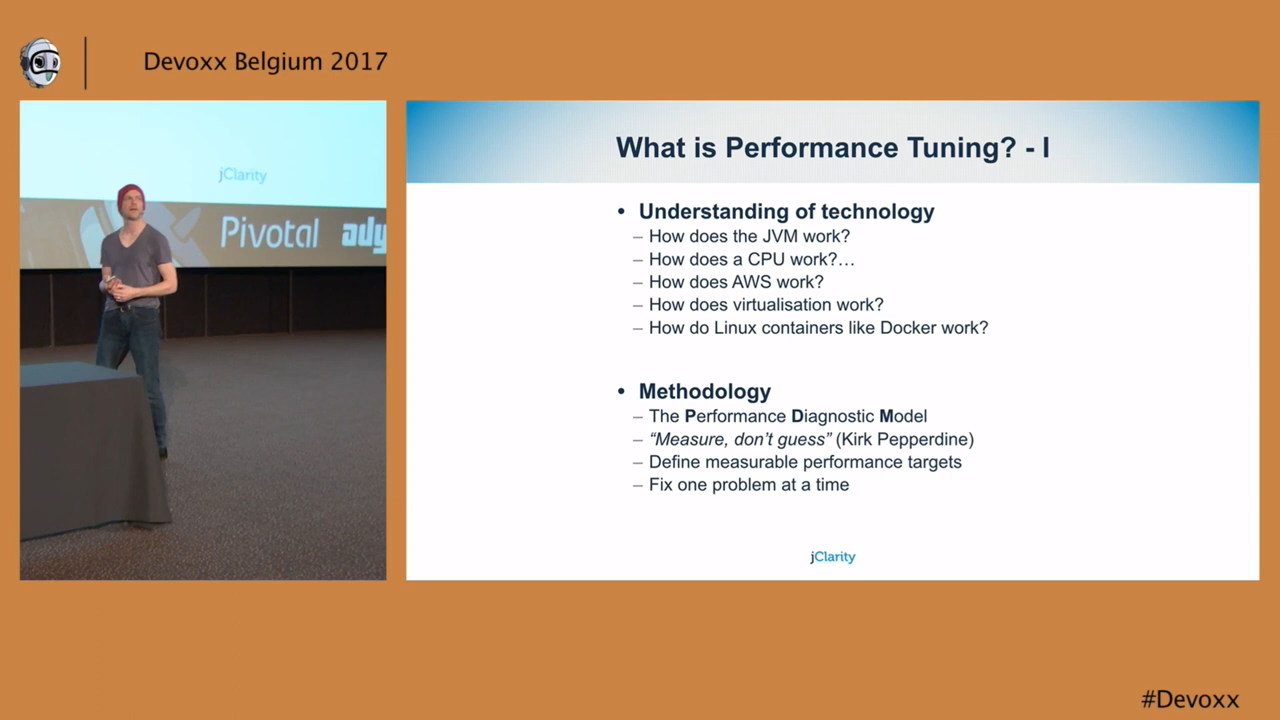 Devoxx Belgium 2017
jClarity
Pivotal
ady
What is Performance Tuning? - I
• Understanding of technology
– How does the JVM work?
– How does a CPU work?…
– How does AWS work?
– How does virtualisation work?
– How do Linux containers like Docker work?
• Methodology
– The Performance Diagnostic Model
– “Measure, don’t guess” (Kirk Pepperdine)
– Define measurable performance targets
– Fix one problem at a time
jClarity
#Devoxx